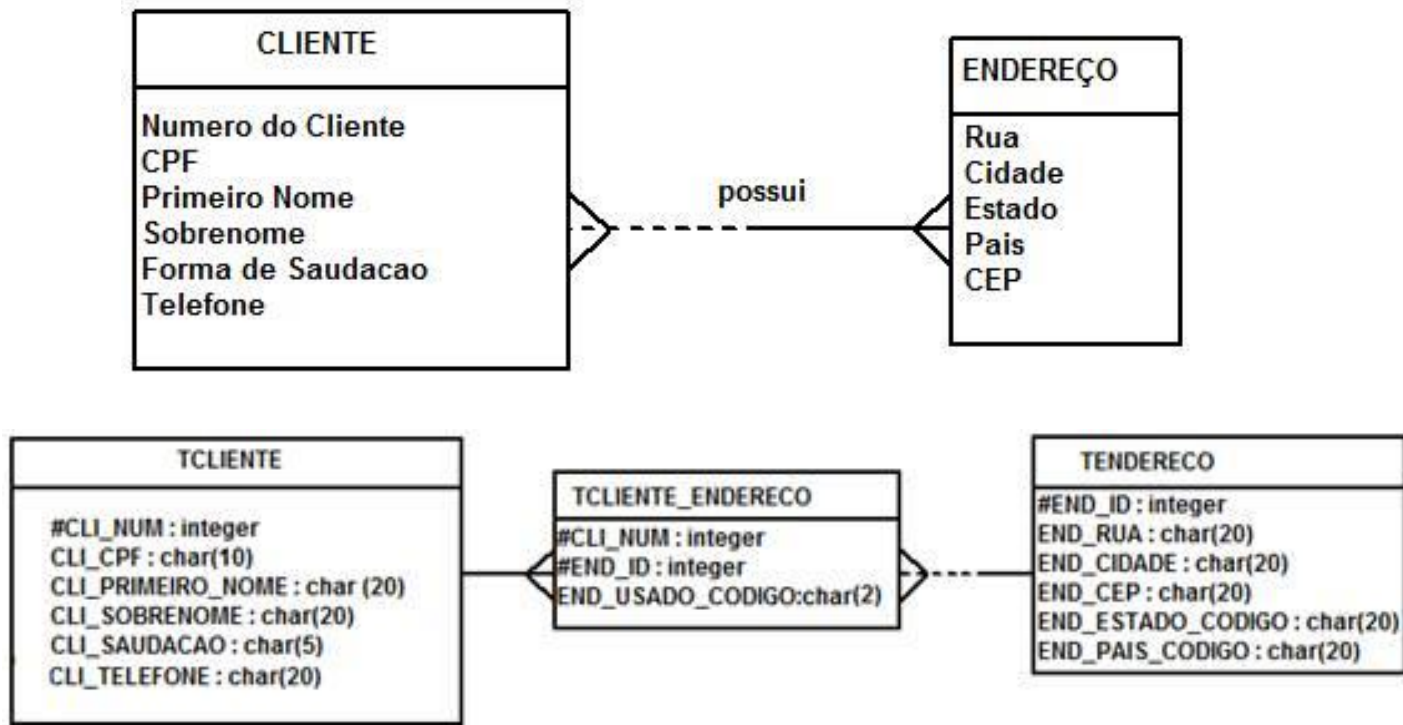 CLIENTE
Numero do Cliente
CPF
Primeiro Nome
Sobrenome
Forma de Saudacao
Telefone
possui
ENDEREÇO
Rua
Cidade
Estado
Pais
CEP
TCLIENTE
#CLI_NUM : integer
CLI_CPF : char(10)
CLI_PRIMEIRO_NOME : char (20)
CLI_SOBRENOME : char(20)
CLI_SAUDACAO : char(5)
CLI_TELEFONE : char(20)
TCLIENTE_ENDERECO
#CLI_NUM : integer
#END_ID : integer
END_USADO_CODIGO:char(2)
TENDERECO
#END_ID : integer
END_RUA : char(20)
END_CIDADE : char(20)
END_CEP : char(20)
END_ESTADO_CODIGO : char(20)
END_PAIS_CODIGO : char(20)